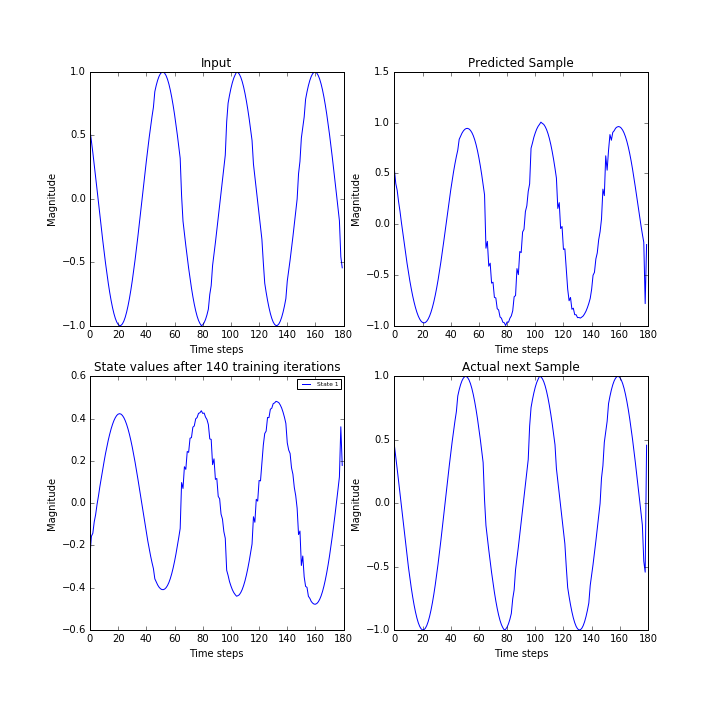 Input
1.0
0.5
0.0
−0.5
−1.0
Magnitude
0 20 40 60 80 100 120 140 160 180
Time steps
Predicted Sample
1.5
1.0
0.5
0.0
−0.5
−1.0
Magnitude
0 20 40 60 80 100 120 140 160 180
Time steps
State values after 140 training iterations
State 1
0.6
0.4
0.2
0.0
−0.2
−0.4
−0.6
Magnitude
0 20 40 60 80 100 120 140 160 180
Time steps
Actual next Sample
1.0
0.5
0.0
−0.5
−1.0
Magnitude
0 20 40 60 80 100 120 140 160 180
Time steps